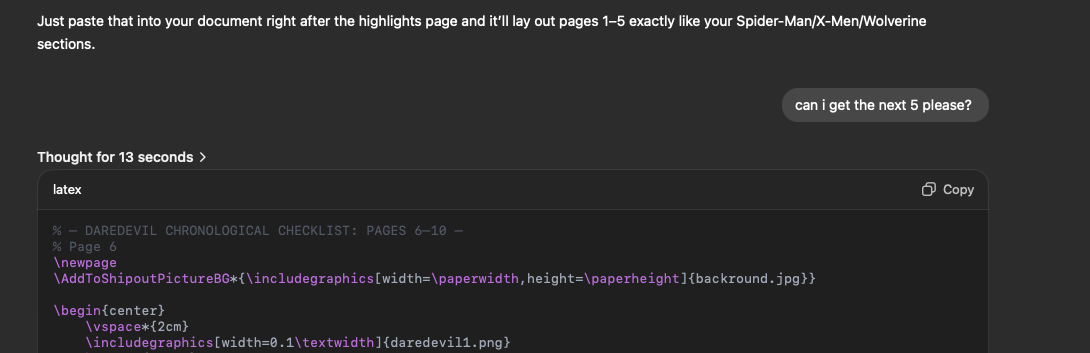 Just paste that into your document right after the highlights page and it’ll lay out pages 1–5 exactly like your Spider-Man/X-Men/Wolverine
sections.
can i get the next 5 please?
Thought for 13 seconds >
latex
Copy
% — DAREDEVIL CHRONOLOGICAL CHECKLIST: PAGES 6–10 —
% Page 6
\newpage
\AddToShipoutPictureBG*{\includegraphics[width=\paperwidth,height=\paperheight]{backround.jpg}}
\begin{center}
\vspace*{2cm}
\includegraphics[width=0.1\textwidth]{daredevil1.png}